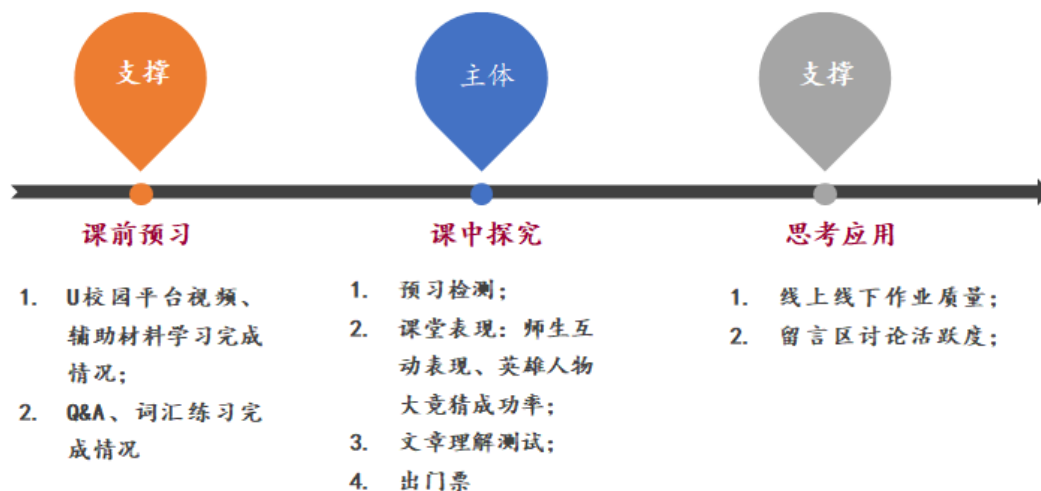 支撑
主体
支撑
课前预习
课中探究
思考应用
1. U校园平台视频、
辅助材料学习完成
情况；
2. Q&A、词汇练习完
成情况
1. 预习检测；
2. 课堂表现：师生互
动表现、英雄人物
大竞猜成功率；
3. 文章理解测试；
4. 出门票
1. 线上线下作业质量；
2. 留言区讨论活跃度；